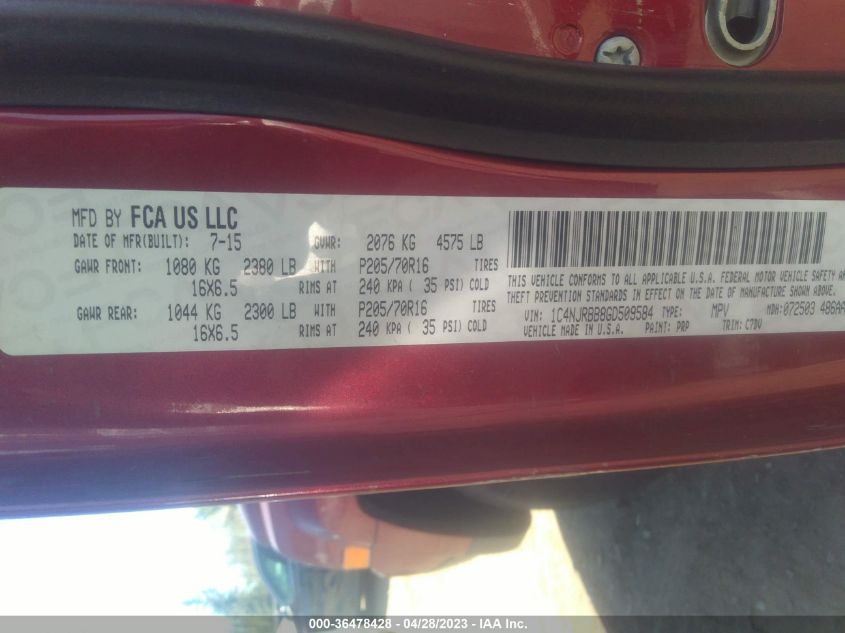 MFD BY FCA US LLC
DATE OF MFR(BUILT): 7-15 GVWR: 2076 KG 4575 LB
GAWR FRONT: 1080 KG 2380 LB WITH P205/70R16 TIRES
16X6.5 RIMS AT 240 KPA ( 35 PSI) COLD
GAWR REAR: 1044 KG 2300 LB WITH P205/70R16 TIRES
16X6.5 RIMS AT 240 KPA ( 35 PSI) COLD
THIS VEHICLE CONFORMS TO ALL APPLICABLE U.S.A. FEDERAL MOTOR VEHICLE SAFETY
THEFT PREVENTION STANDARDS IN EFFECT ON THE DATE OF MANUFACTURE SHOWN ABOVE.
VIN: 1C4NJRBB8GD509584 TYPE: MPV MDH: 072503 486AA
VEHICLE MADE IN U.S.A. PAINT: PRP TRIM: C7DV
000-36478428 - 04/28/2023 - IAA Inc.